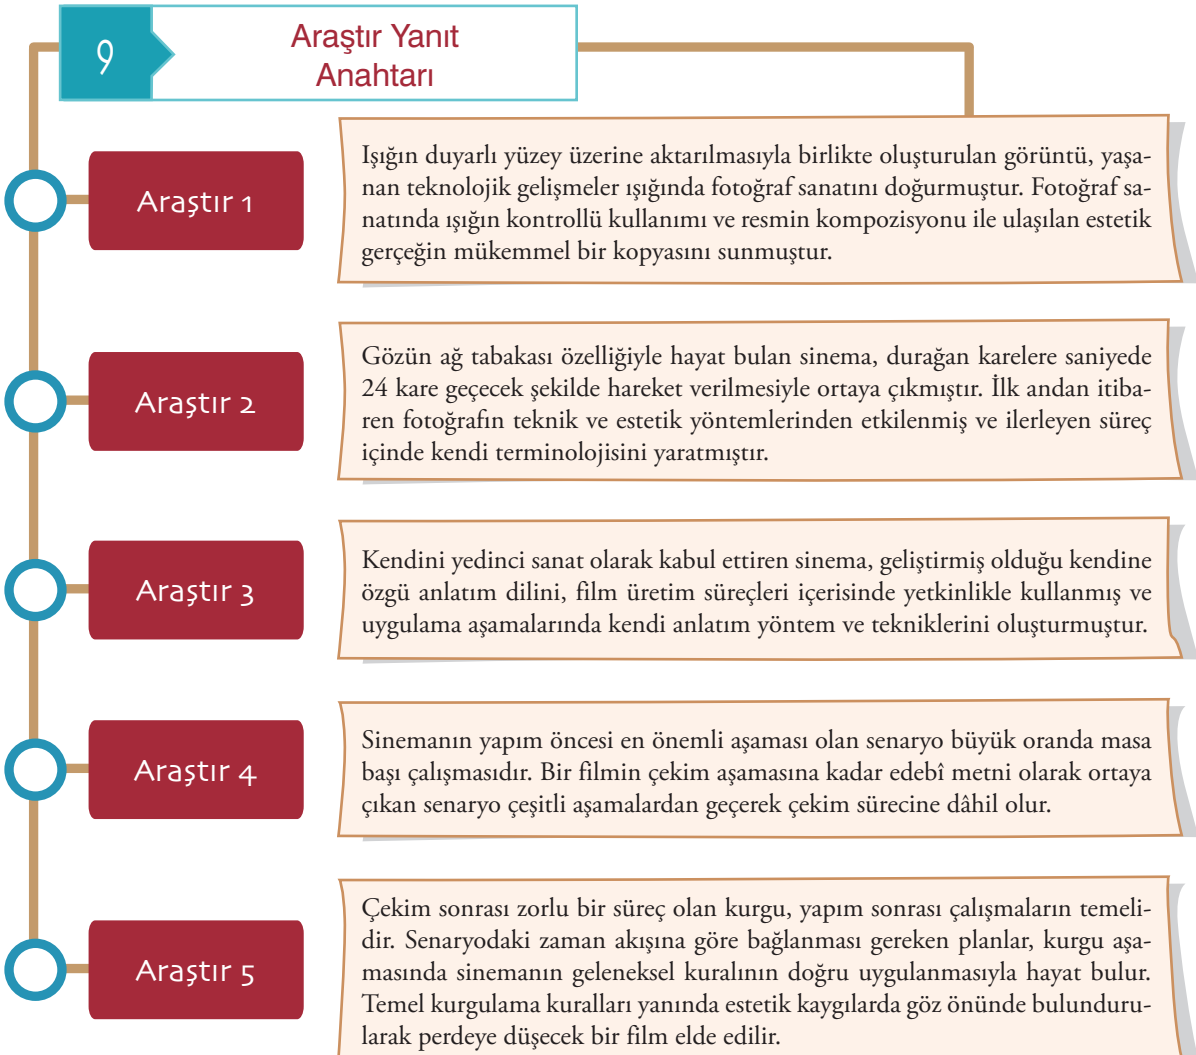 9
Araştır Yanıt
Anahtarı
Araştır 1
Işığın duyarlı yüzey üzerine aktarılmasıyla birlikte oluşturulan görüntü, yaşa-
nan teknolojik gelişmeler ışığında fotoğraf sanatını doğurmuştur. Fotoğraf sa-
natında ışığın kontrollü kullanımı ve resmin kompozisyonu ile ulaşılan estetik
gerçeğin mükemmel bir kopyasını sunmuştur.
Araştır 2
Gözün ağ tabakası özelliğiyle hayat bulan sinema, durağan karelere saniyede
24 kare geçecek şekilde hareket verilmesiyle ortaya çıkmıştır. İlk andan itiba-
ren fotoğrafın teknik ve estetik yöntemlerinden etkilenmiş ve ilerleyen süreç
içinde kendi terminolojisini yaratmıştır.
Araştır 3
Kendini yedinci sanat olarak kabul ettiren sinema, geliştirmiş olduğu kendine
özgü anlatım dilini, film üretim süreçleri içerisinde yetkinlikle kullanmış ve
uygulama aşamalarında kendi anlatım yöntem ve tekniklerini oluşturmuştur.
Araştır 4
Sinemanın yapım öncesi en önemli aşaması olan senaryo büyük oranda masa
başı çalışmasıdır. Bir filmin çekim aşamasına kadar edebî metni olarak ortaya
çıkan senaryo çeşitli aşamalardan geçerek çekim sürecine dâhil olur.
Araştır 5
Çekim sonrası zorlu bir süreç olan kurgu, yapım sonrası çalışmaların temeli-
dir. Senaryodaki zaman akışına göre bağlanması gereken planlar, kurgu aşa-
masında sinemanın geleneksel kuralının doğru uygulanmasıyla hayat bulur.
Temel kurgulama kuralları yanında estetik kaygılarda göz önünde bulunduru-
larak perdeye düşecek bir film elde edilir.